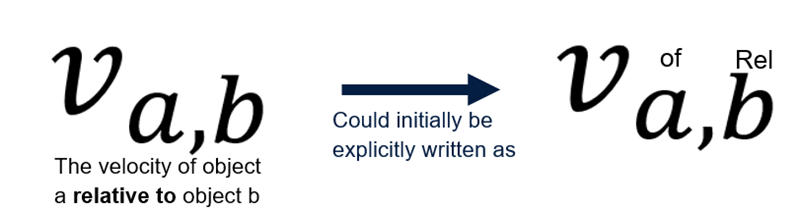 v a,b
The velocity of object
a relative to object b
Could initially be
explicitly written as
of Rel
v a,b